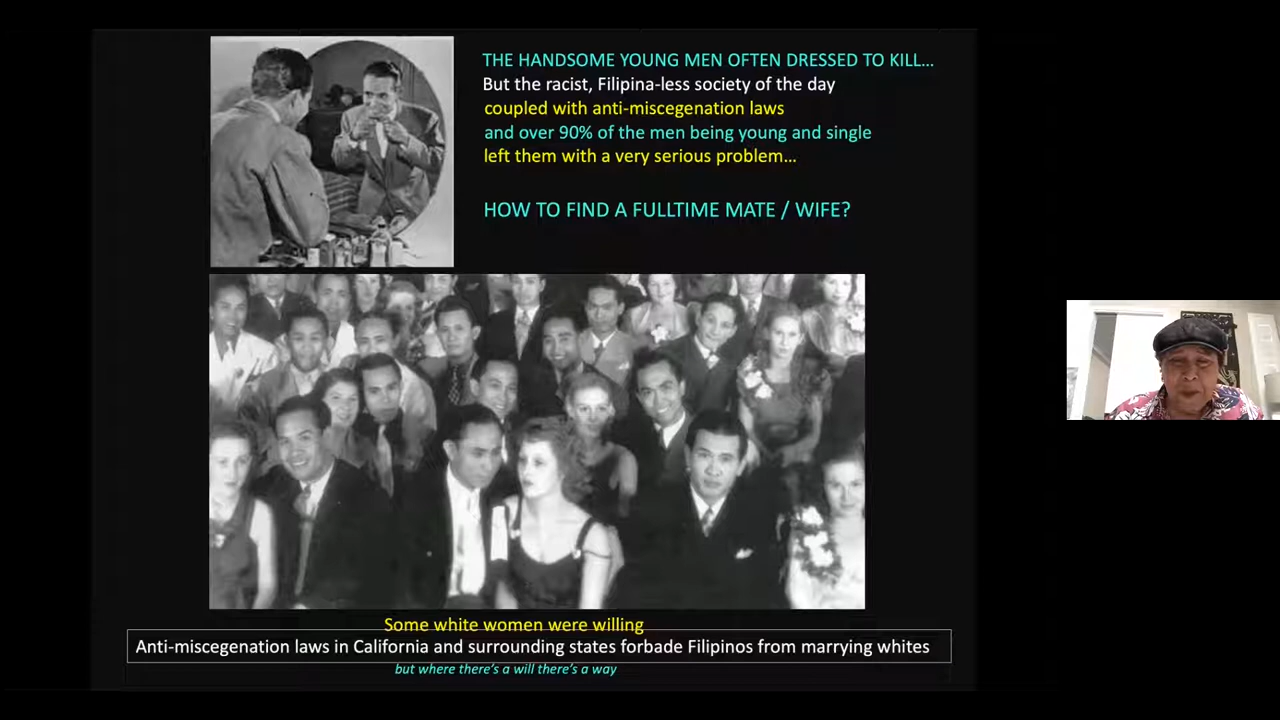 THE HANDSOME YOUNG MEN OFTEN DRESSED TO KILL…
But the racist, Filipina-less society of the day
coupled with anti-miscegenation laws
and over 90% of the men being young and single
left them with a very serious problem…
HOW TO FIND A FULLTIME MATE / WIFE?
Some white women were willing
Anti-miscegenation laws in California and surrounding states forbade Filipinos from marrying whites
but where there's a will there's a way